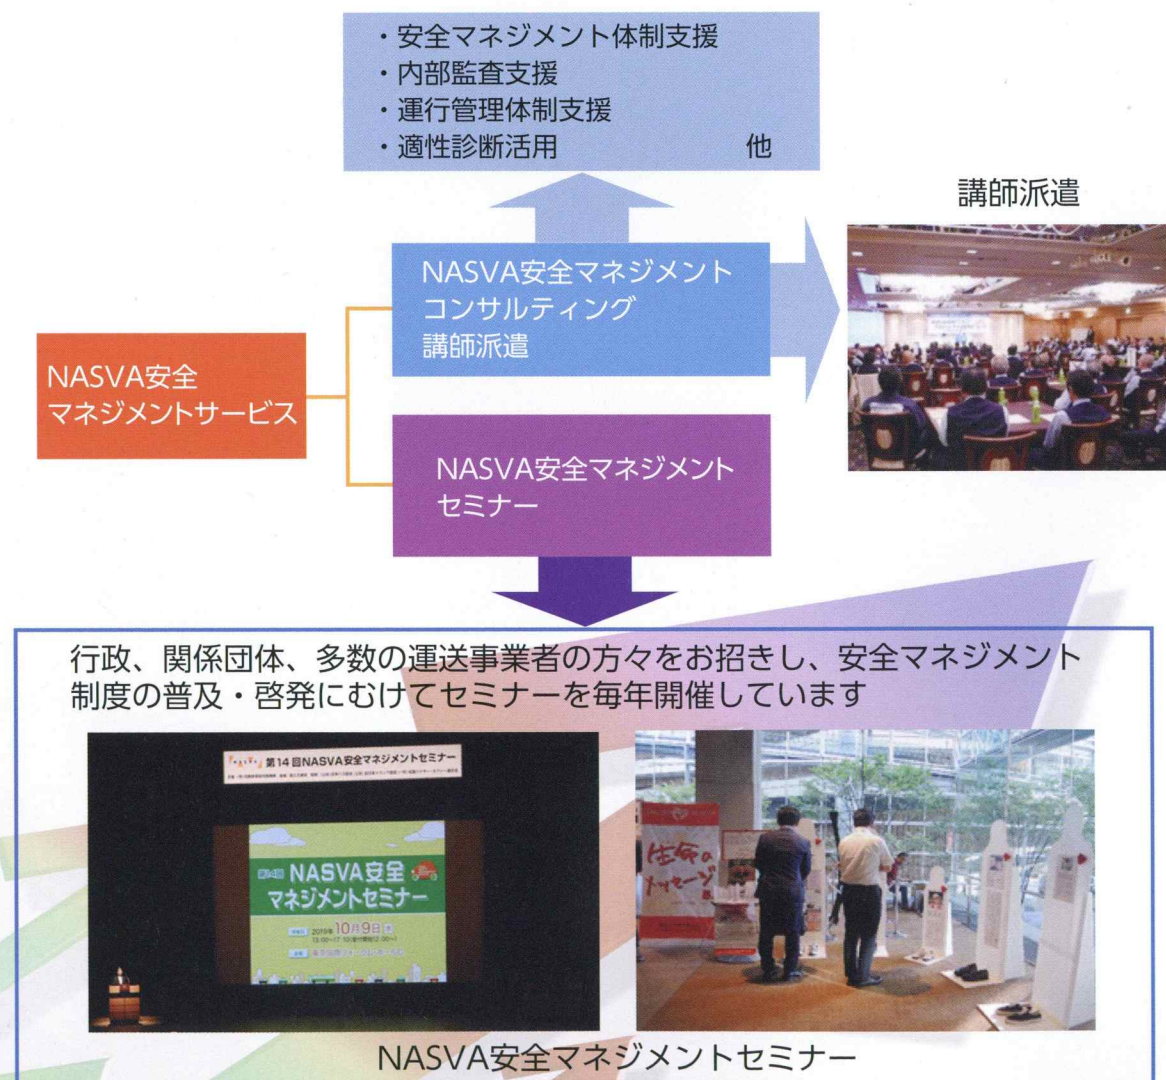 ・安全マネジメント体制支援
・内部監査支援
・運行管理体制支援
・適性診断活用　　　　　他
講師派遣
NASVA安全マネジメント
コンサルティング
講師派遣
NASVA安全
マネジメントサービス
NASVA安全マネジメント
セミナー
行政、関係団体、多数の運送事業者の方々をお招きし、安全マネジメント
制度の普及・啓発にむけてセミナーを毎年開催しています
第14回NASVA安全マネジメントセミナー
第14回 NASVA安全
マネジメントセミナー
2019年 10月9日 水
生命の
メッセージ
NASVA安全マネジメントセミナー